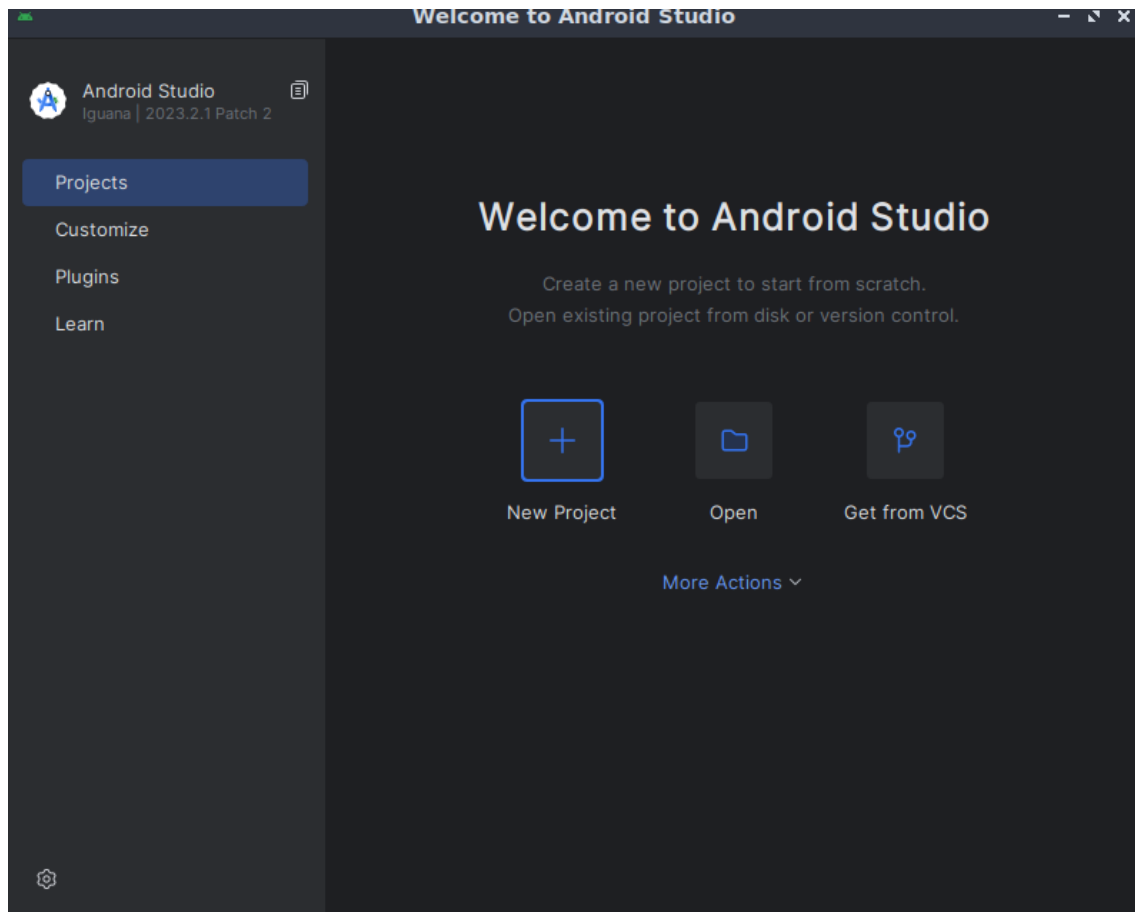 Welcome to Android Studio
Android Studio
Iguana | 2023.2.1 Patch 2
Projects
Customize
Plugins
Learn
Welcome to Android Studio
Create a new project to start from scratch.
Open existing project from disk or version control.
New Project
Open
Get from VCS
More Actions